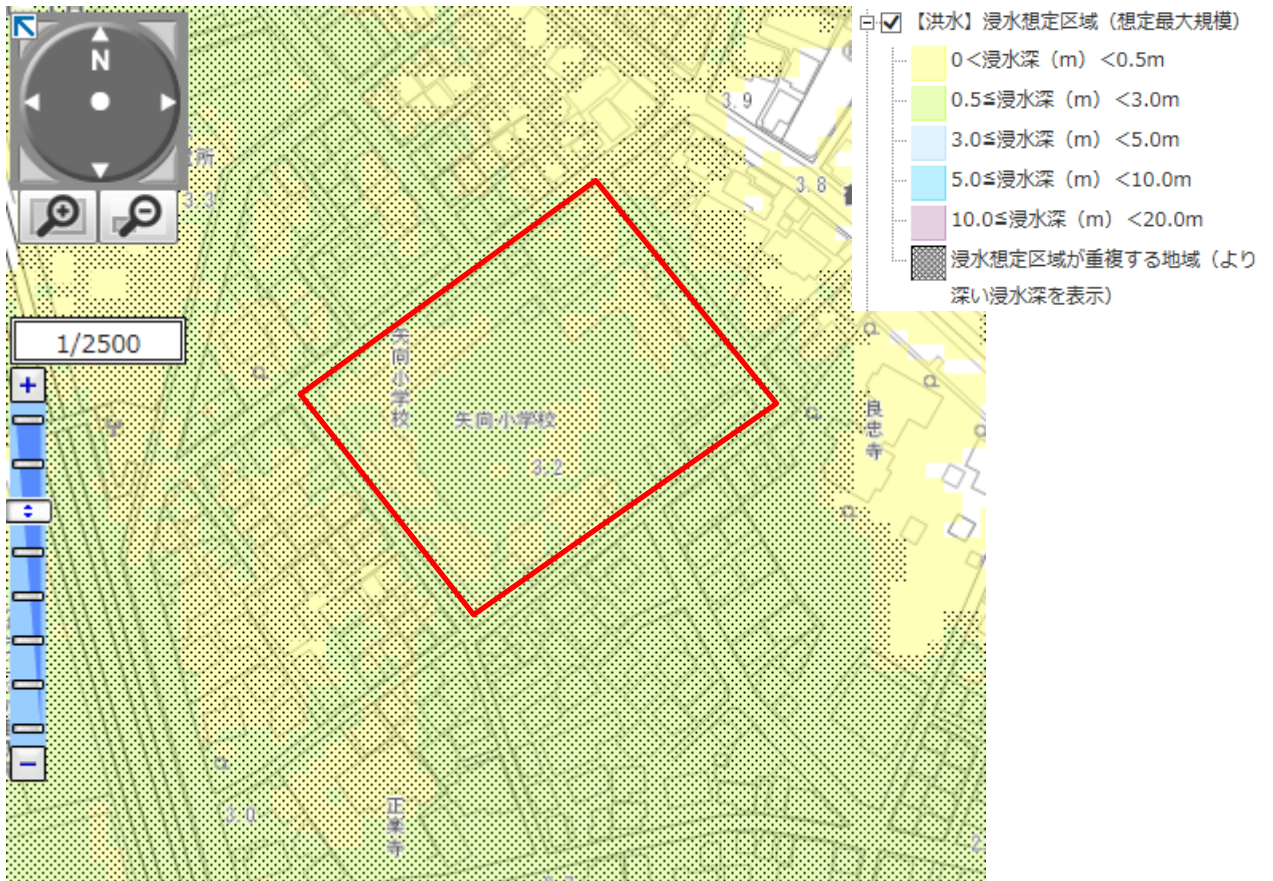 N
1/2500
+
−
所
3.3
3.9
3.8
矢向小学校
矢向小学校
3.2
良忠寺
正楽寺
3.0
【洪水】浸水想定区域（想定最大規模）
0＜浸水深（m）＜0.5m
0.5≦浸水深（m）＜3.0m
3.0≦浸水深（m）＜5.0m
5.0≦浸水深（m）＜10.0m
10.0≦浸水深（m）＜20.0m
浸水想定区域が重複する地域（より
深い浸水深を表示）